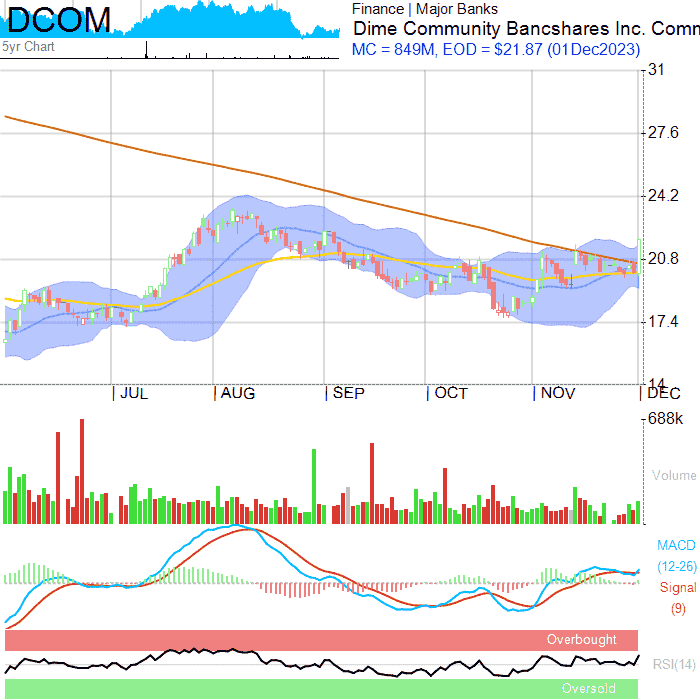 DCOM
5yr Chart
Finance | Major Banks
Dime Community Bancshares Inc. Comm
MC = 849M, EOD = $21.87 (01Dec2023)
31
27.6
24.2
20.8
17.4
14
JUL
AUG
SEP
OCT
NOV
DEC
688k
Volume
MACD
(12-26)
Signal
(9)
Overbought
RSI(14)
Oversold